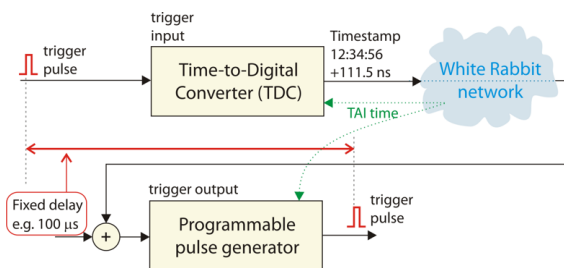 trigger
input
trigger
pulse
Time-to-Digital
Converter (TDC)
Timestamp
12:34:56
+111.5 ns
White Rabbit
network
TAI time
Fixed delay
e.g. 100 μs
+
trigger output
Programmable
pulse generator
trigger
pulse